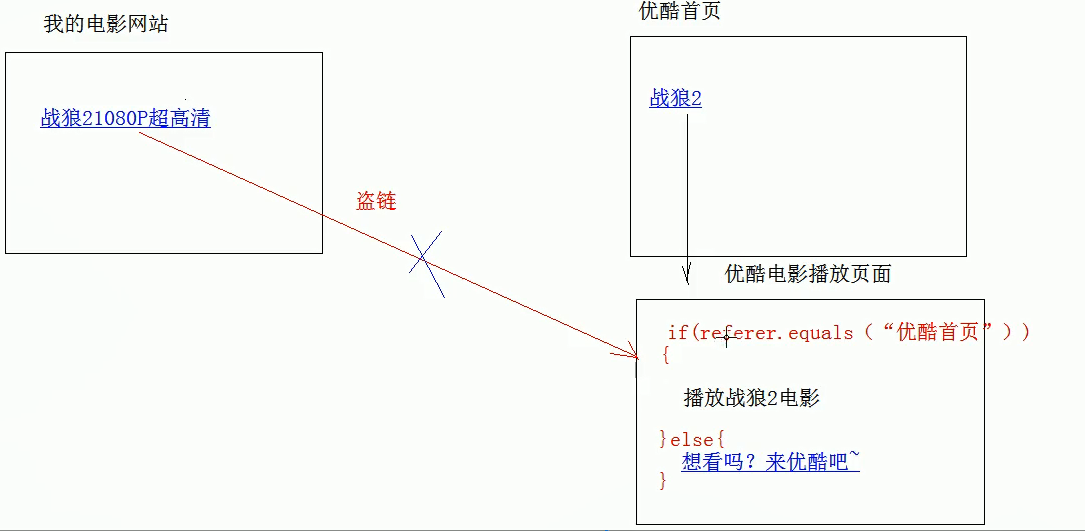 我的电影网站
优酷首页
战狼21080P超高清
战狼2
盗链
优酷电影播放页面
if(referer.equals（“优酷首页”))
{
播放战狼2电影
}else{
想看吗？来优酷吧~
}